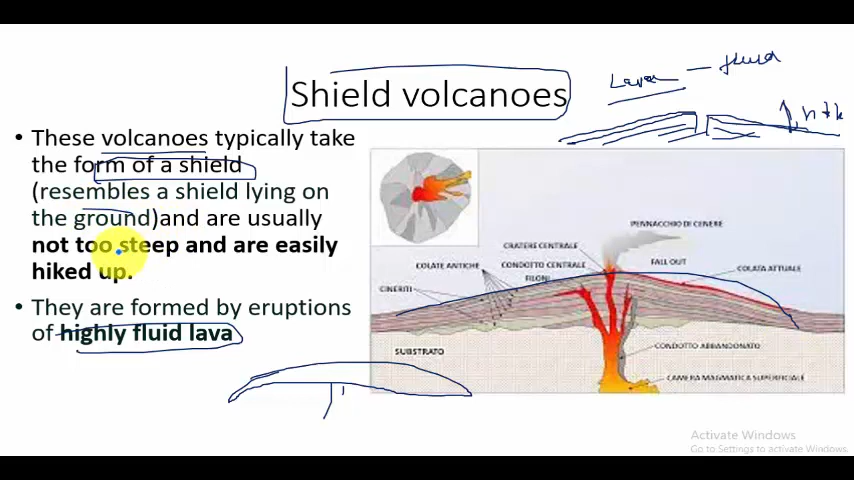 Lava — fluid
Shield volcanoes
• These volcanoes typically take
the form of a shield
(resembles a shield lying on
the ground)and are usually
not too steep and are easily
hiked up.
• They are formed by eruptions
of highly fluid lava
PENNACCHIO DI CENERE
CRATERE CENTRALE
FALL OUT
CONDOTTO CENTRALE
COLATE ANTICHE
COLATA ATTUALE
FILONI
CINERITI
SUBSTRATO
CONDOTTO ABBANDONATO
CAMERA MAGMATICA SUPERFICIALE
Activate Windows
Go to Settings to activate Windows.